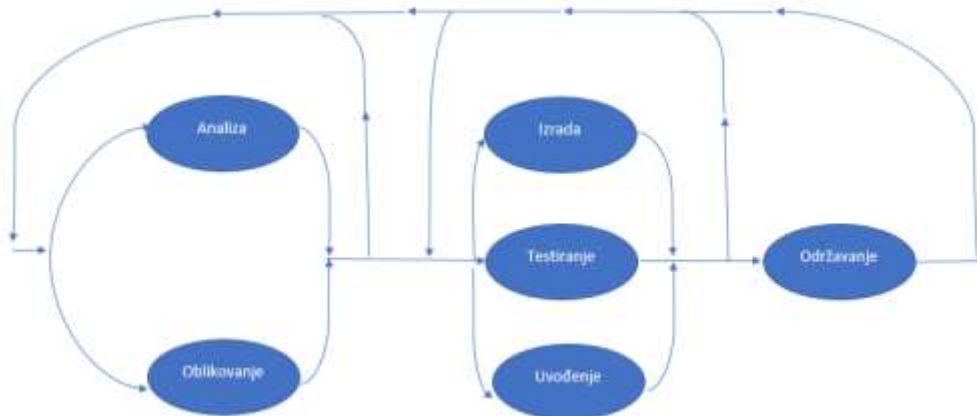 Analiza
Oblikovanje
Izrada
Testiranje
Uvođenje
Održavanje